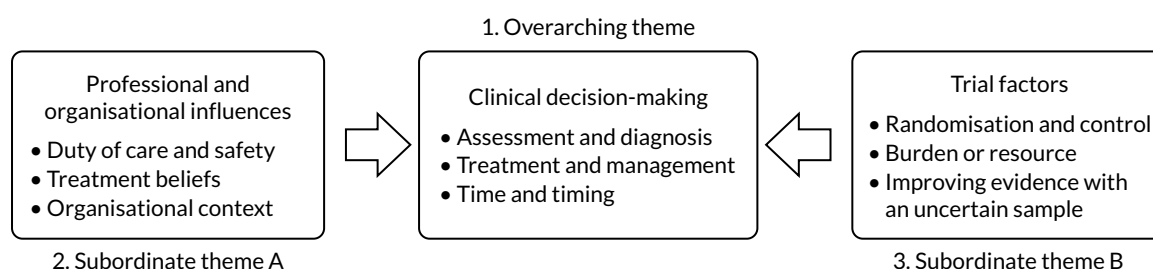 1. Overarching theme
Professional and
organisational influences
• Duty of care and safety
• Treatment beliefs
• Organisational context
2. Subordinate theme A
Clinical decision-making
• Assessment and diagnosis
• Treatment and management
• Time and timing
Trial factors
• Randomisation and control
• Burden or resource
• Improving evidence with
an uncertain sample
3. Subordinate theme B